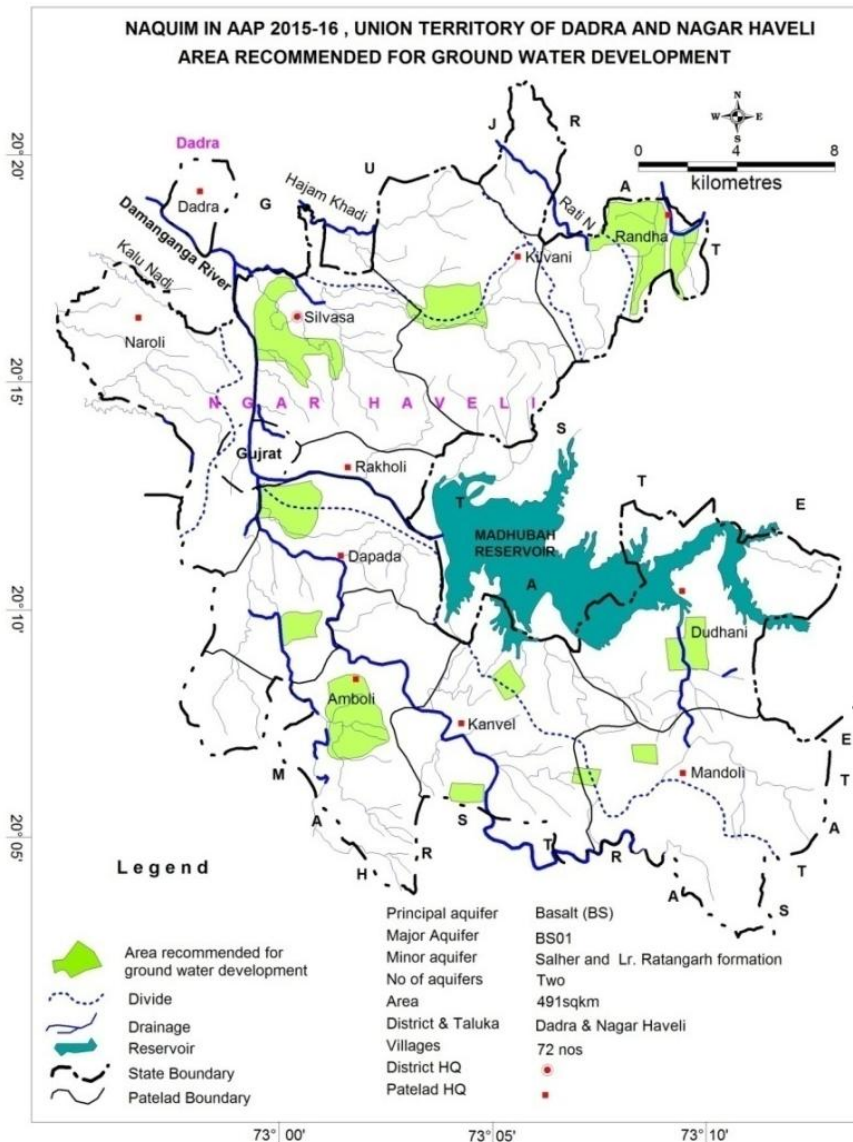 NAQUIM IN AAP 2015-16 , UNION TERRITORY OF DADRA AND NAGAR HAVELI
AREA RECOMMENDED FOR GROUND WATER DEVELOPMENT
N
W E
S
0 4 8
kilometres
20° 20'
20° 15'
20° 10'
20° 05'
Dadra
Dadra
G U J R A T
Hajam Khadi
Rati N
Damanganga River
Kalu Nadi
Randha
Kivani
Silvasa
Naroli
N G A R H A V E L I
Gujrat
Rakholi
S T A T E
MADHUBAH
RESERVOIR
Dapada
Dudhani
Amboli
Kanvel
Mandoli
M A H R S T R A
S T A T E
Legend
Area recommended for
ground water development
Divide
Drainage
Reservoir
State Boundary
Patelad Boundary
Principal aquifer Basalt (BS)
Major Aquifer BS01
Minor aquifer Salher and Lr. Ratangarh formation
No of aquifers Two
Area 491sqkm
District & Taluka Dadra & Nagar Haveli
Villages 72 nos
District HQ
Patelad HQ
73° 00' 73° 05' 73° 10'